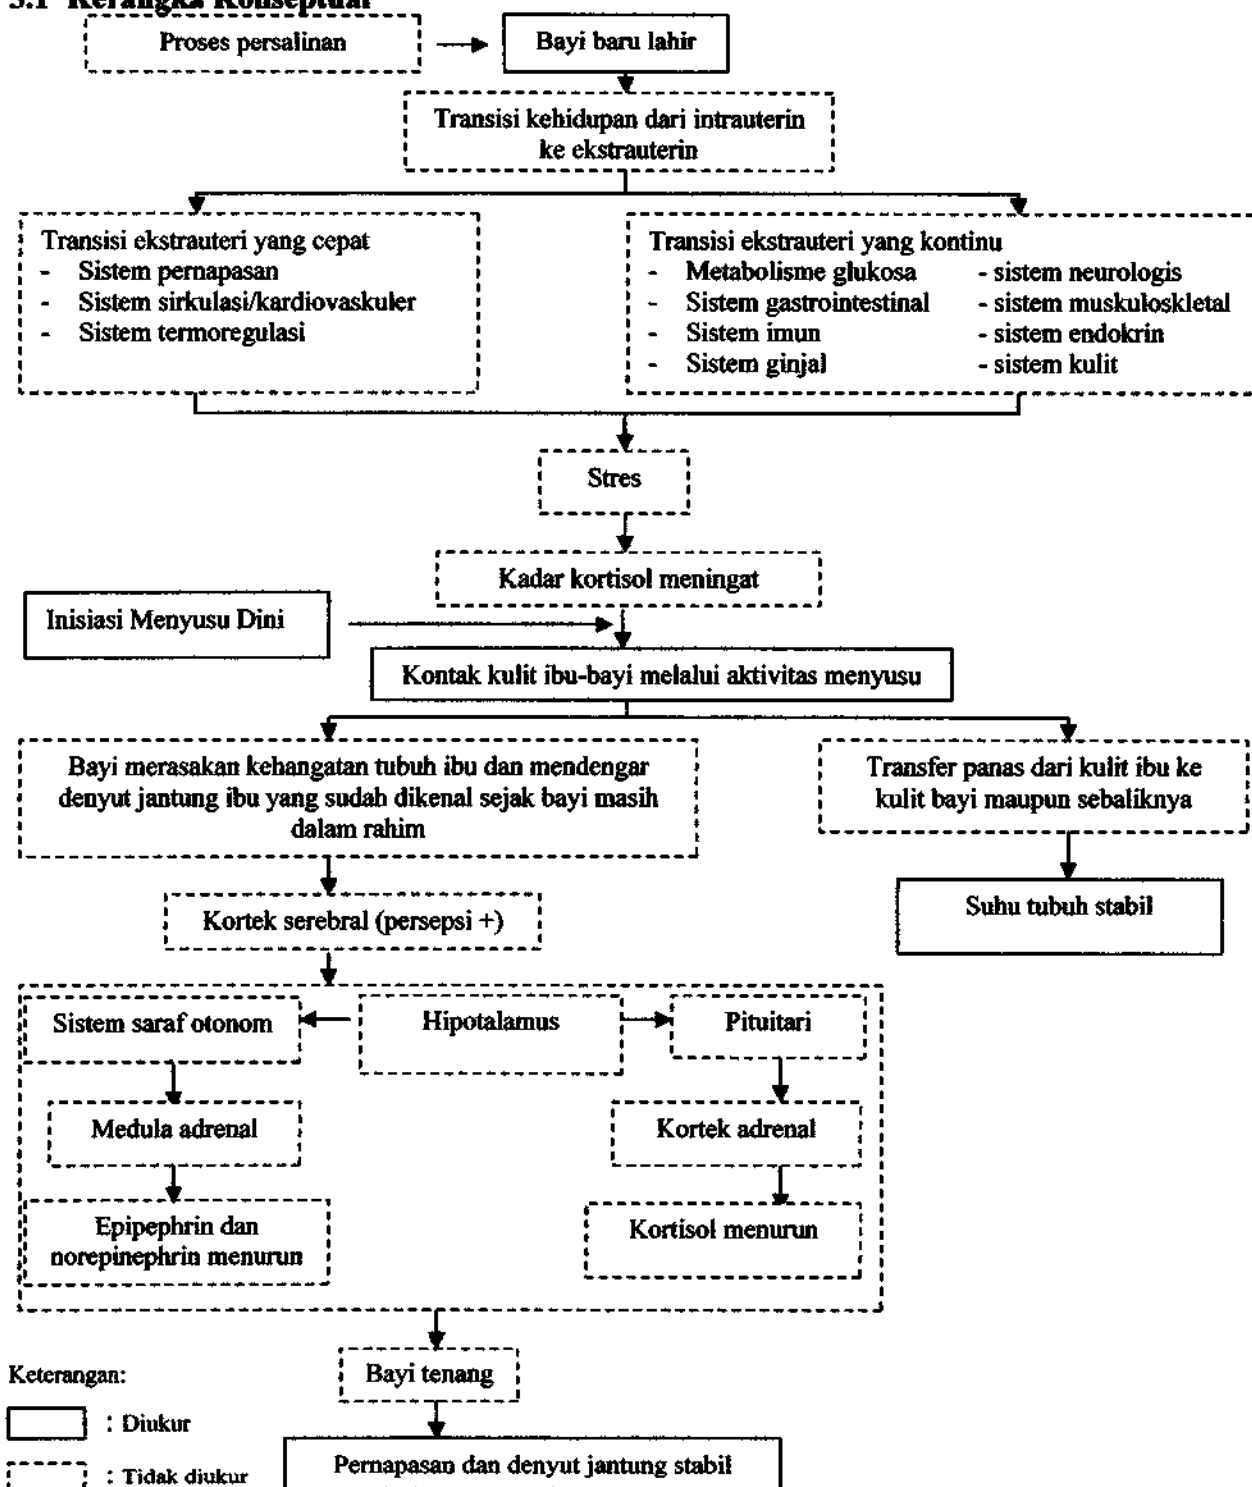 3.1 Kerangka Konseptual
Proses persalinan
Bayi baru lahir
Transisi kehidupan dari intrauterin
ke ekstrauterin
Transisi ekstrauteri yang cepat
- Sistem pernapasan
- Sistem sirkulasi/kardiovaskuler
- Sistem termoregulasi
Transisi ekstrauteri yang kontinu
- Metabolisme glukosa - sistem neurologis
- Sistem gastrointestinal - sistem muskuloskletal
- Sistem imun - sistem endokrin
- Sistem ginjal - sistem kulit
Stres
Kadar kortisol meningat
Inisiasi Menyusu Dini
Kontak kulit ibu-bayi melalui aktivitas menyusu
Bayi merasakan kehangatan tubuh ibu dan mendengar
denyut jantung ibu yang sudah dikenal sejak bayi masih
dalam rahim
Transfer panas dari kulit ibu ke
kulit bayi maupun sebaliknya
Suhu tubuh stabil
Kortek serebral (persepsi +)
Sistem saraf otonom
Hipotalamus
Pituitari
Medula adrenal
Kortek adrenal
Epipephrin dan
norepinephrin menurun
Kortisol menurun
Bayi tenang
Keterangan:
: Diukur
: Tidak diukur
Pernapasan dan denyut jantung stabil